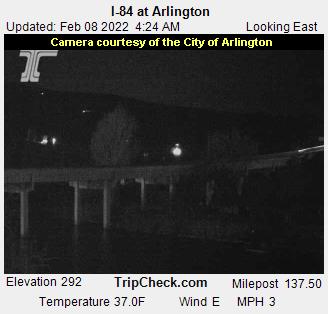 I-84 at Arlington
Updated: Feb 08 2022 4:24 AM Looking East
Camera courtesy of the City of Arlington
Elevation 292 TripCheck.com Milepost 137.50
Temperature 37.0F Wind E MPH 3